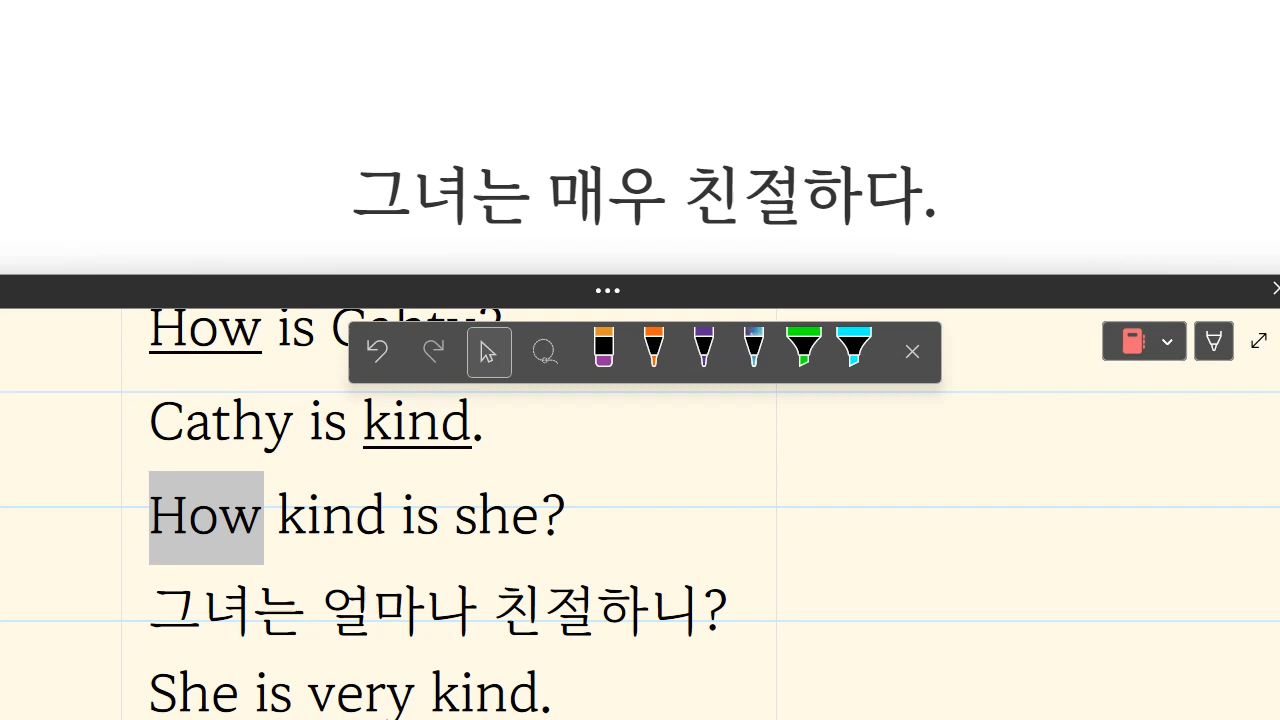 그녀는 매우 친절하다.
How is
Cathy is kind.
How kind is she?
그녀는 얼마나 친절하니?
She is very kind.